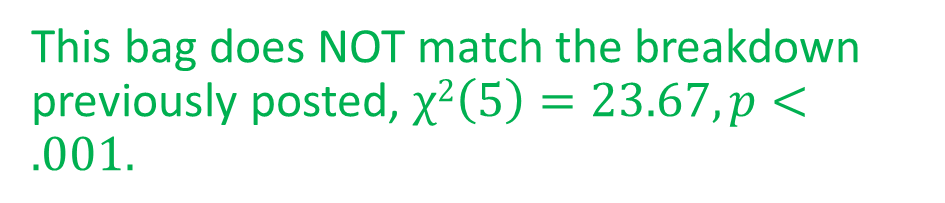 This bag does NOT match the breakdown
previously posted, χ²(5) = 23.67, p <
.001.